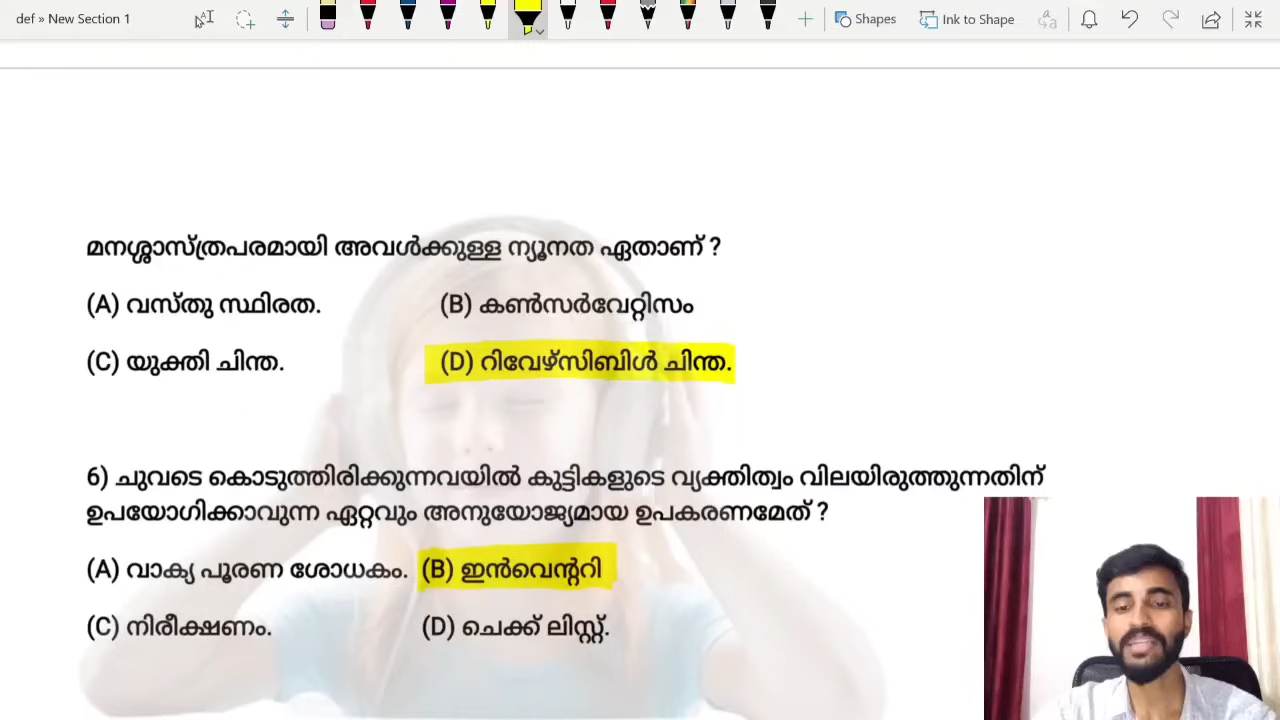 def » New Section 1
Shapes
Ink to Shape
മനശ്ശാസ്ത്രപരമായി അവൾക്കുള്ള ന്യൂനത ഏതാണ് ?
(A) വസ്തു സ്ഥിരത. (B) കൺസർവേറ്റിസം
(C) യുക്തി ചിന്ത. (D) റിവേഴ്സിബിൾ ചിന്ത.
6) ചുവടെ കൊടുത്തിരിക്കുന്നവയിൽ കുട്ടികളുടെ വ്യക്തിത്വം വിലയിരുത്തുന്നതിന്
ഉപയോഗിക്കാവുന്ന ഏറ്റവും അനുയോജ്യമായ ഉപകരണമേത് ?
(A) വാക്യ പൂരണ ശോധകം. (B) ഇൻവെന്ററി
(C) നിരീക്ഷണം. (D) ചെക്ക് ലിസ്റ്റ്.